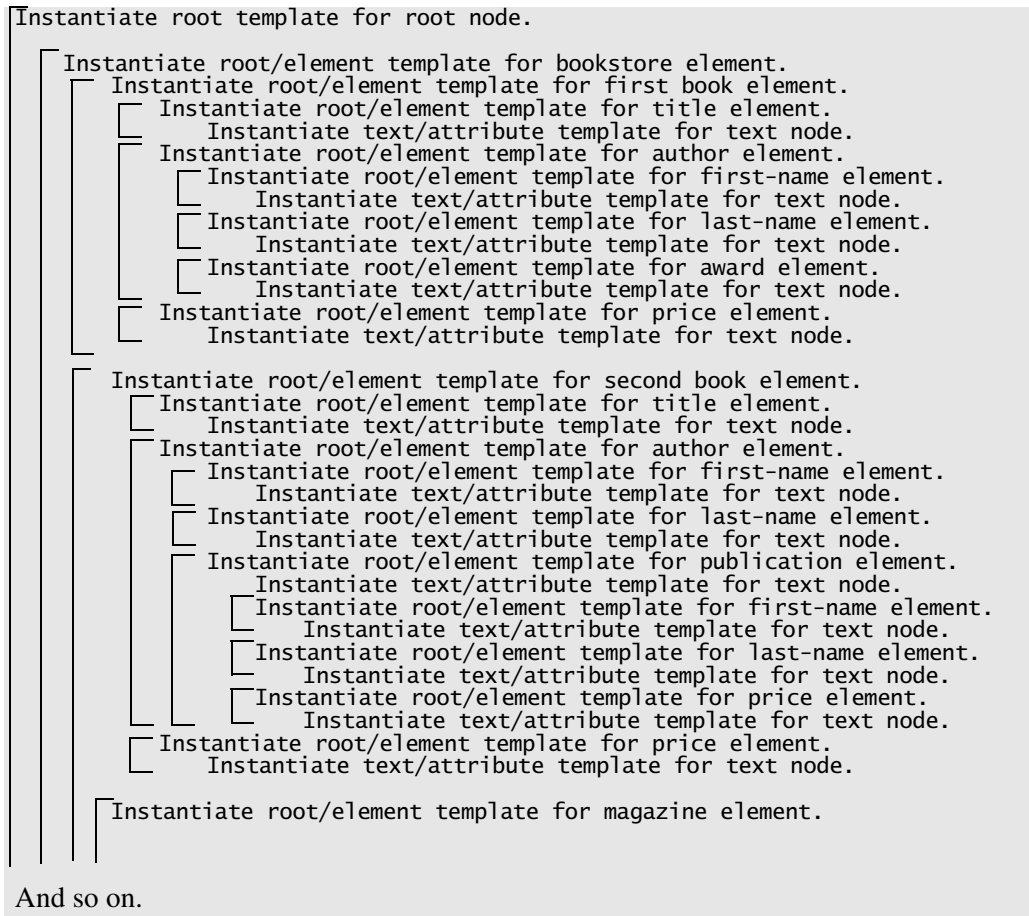 Instantiate root template for root node.
Instantiate root/element template for bookstore element.
Instantiate root/element template for first book element.
Instantiate root/element template for title element.
Instantiate text/attribute template for text node.
Instantiate root/element template for author element.
Instantiate root/element template for first-name element.
Instantiate text/attribute template for text node.
Instantiate root/element template for last-name element.
Instantiate text/attribute template for text node.
Instantiate root/element template for award element.
Instantiate text/attribute template for text node.
Instantiate root/element template for price element.
Instantiate text/attribute template for text node.
Instantiate root/element template for second book element.
Instantiate root/element template for title element.
Instantiate text/attribute template for text node.
Instantiate root/element template for author element.
Instantiate root/element template for first-name element.
Instantiate text/attribute template for text node.
Instantiate root/element template for last-name element.
Instantiate text/attribute template for text node.
Instantiate root/element template for publication element.
Instantiate text/attribute template for text node.
Instantiate root/element template for first-name element.
Instantiate text/attribute template for text node.
Instantiate root/element template for last-name element.
Instantiate text/attribute template for text node.
Instantiate root/element template for price element.
Instantiate text/attribute template for text node.
Instantiate root/element template for price element.
Instantiate text/attribute template for text node.
Instantiate root/element template for magazine element.
And so on.